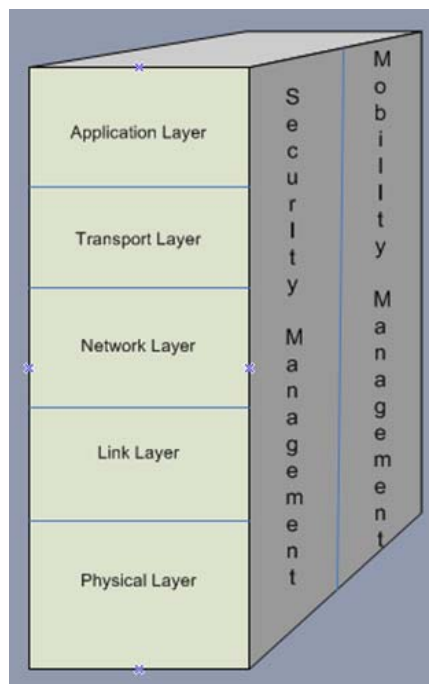 Application Layer
Transport Layer
Network Layer
Link Layer
Physical Layer
SecurIty Management
MobilIty Management